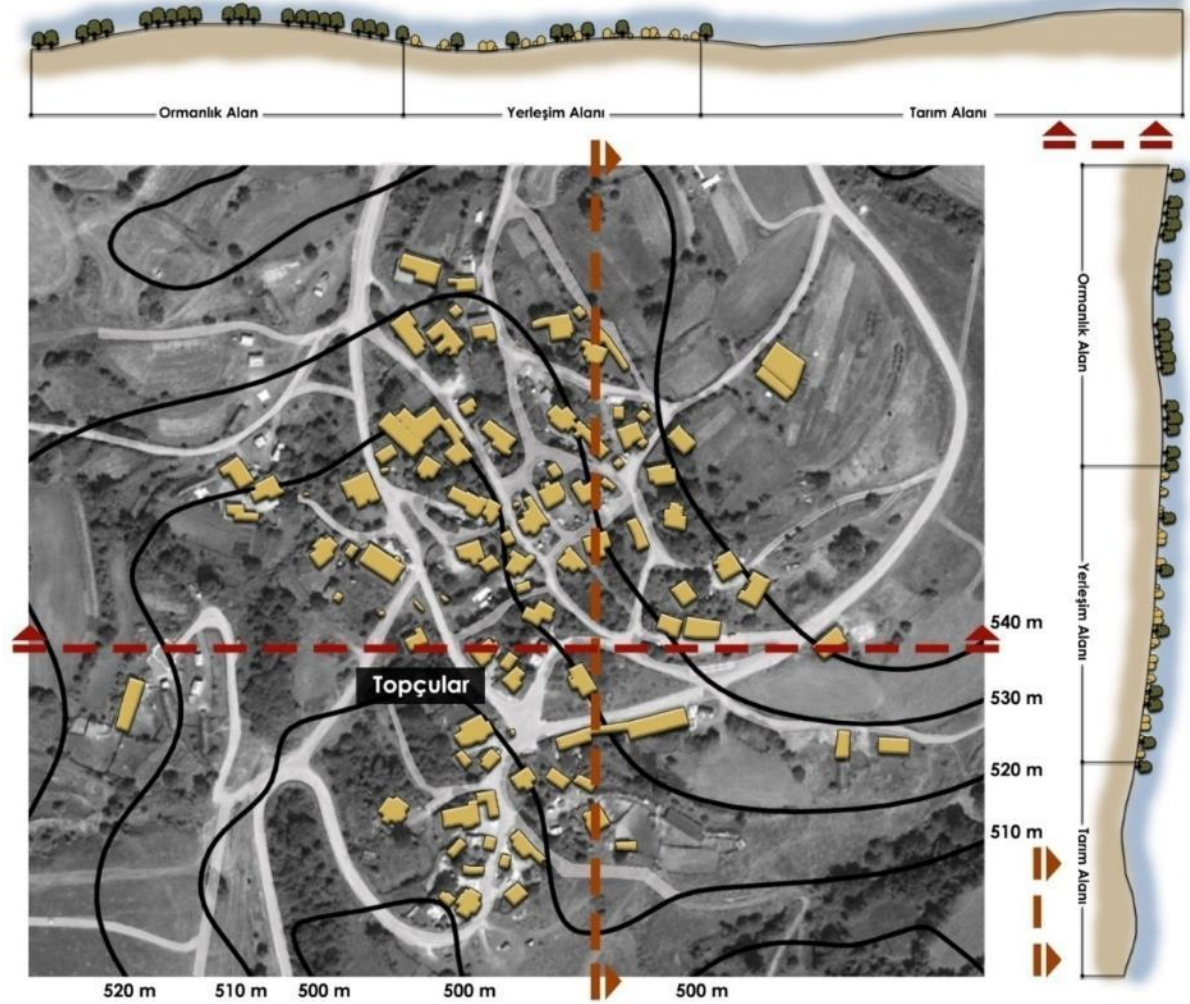 Ormanlık Alan
Yerleşim Alanı
Tarım Alanı
Ormanlık Alan
Yerleşim Alanı
Tarım Alanı
Topçular
540 m
530 m
520 m
510 m
520 m
510 m
500 m
500 m
500 m